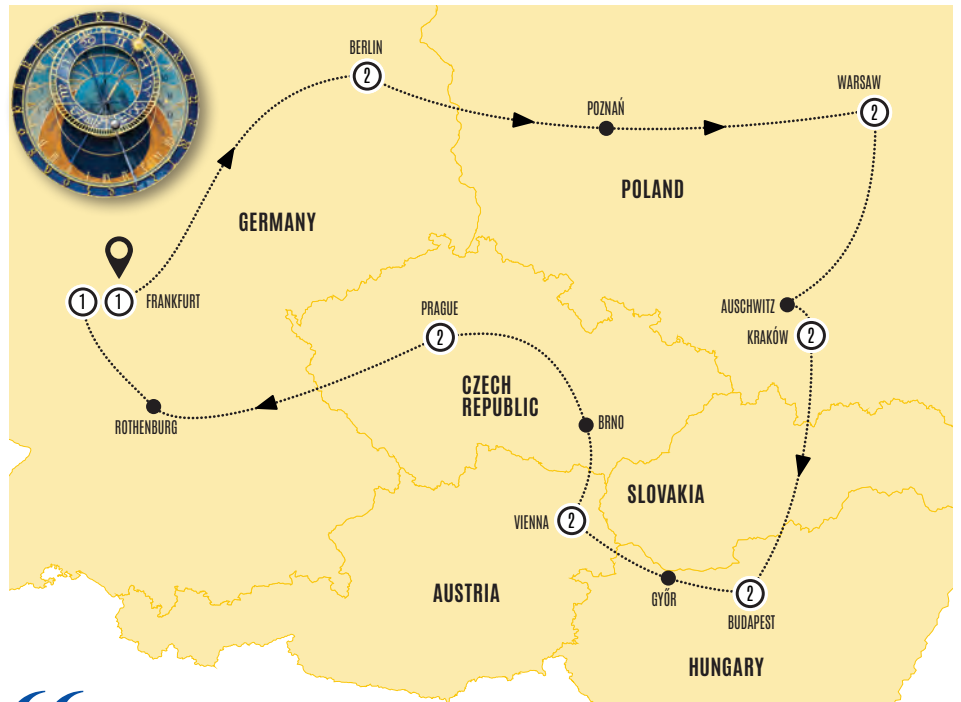 BERLIN
2
POZNAŃ
WARSAW
2
POLAND
GERMANY
1
1
FRANKFURT
AUSCHWITZ
KRAKÓW
2
PRAGUE
2
CZECH
REPUBLIC
ROTHENBURG
BRNO
SLOVAKIA
VIENNA
2
GYŐR
2
BUDAPEST
AUSTRIA
HUNGARY
“